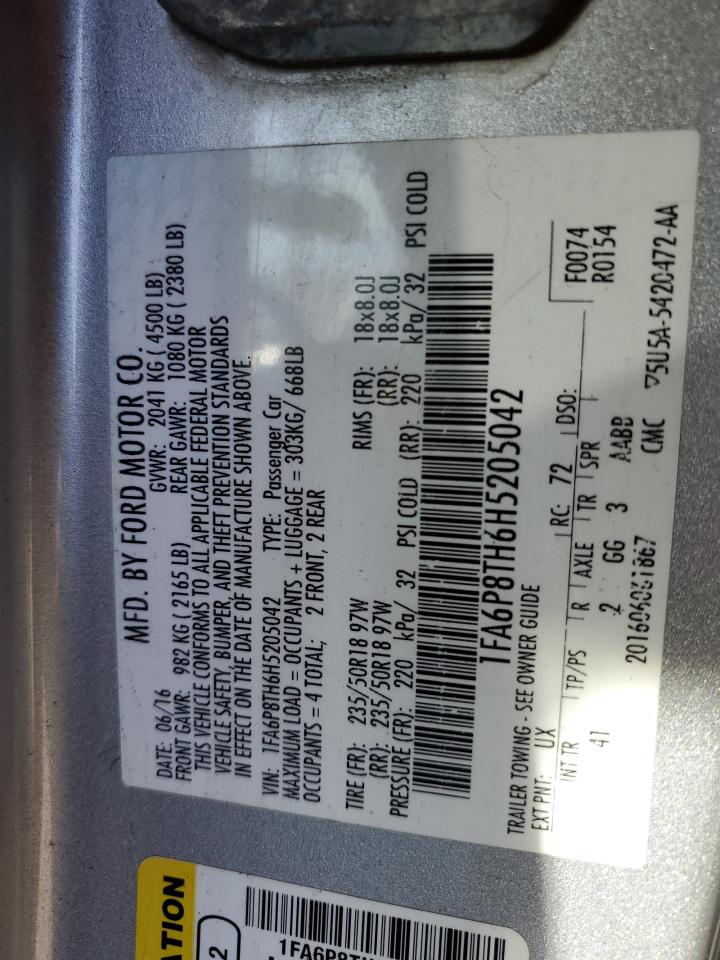 MFD. BY FORD MOTOR CO.
DATE: 06/16 GVWR: 2041 KG ( 4500 LB)
FRONT GAWR: 982 KG ( 2165 LB) REAR GAWR: 1080 KG ( 2380 LB)
THIS VEHICLE CONFORMS TO ALL APPLICABLE FEDERAL MOTOR
VEHICLE SAFETY, BUMPER, AND THEFT PREVENTION STANDARDS
IN EFFECT ON THE DATE OF MANUFACTURE SHOWN ABOVE.
VIN: 1FA6P8TH6H5205042 TYPE: Passenger Car
MAXIMUM LOAD = OCCUPANTS + LUGGAGE = 303KG/ 668LB
OCCUPANTS = 4 TOTAL; 2 FRONT, 2 REAR
TIRE (FR): 235/50R18 97W RIMS (FR): 18x8.0J
(RR): 235/50R18 97W (RR): 18x8.0J
PRESSURE (FR): 220 kPa/ 32 PSI COLD (RR): 220 kPa/ 32 PSI COLD
1FA6P8TH6H5205042
TRAILER TOWING - SEE OWNER GUIDE
EXT PNT: UX RC: 72 DSO: F0074
R0154
INT TR TP/PS R AXLE TR SPR
41 2 GG 3 AABB
CMC ▽5U5A-5420472-AA
ATION
2